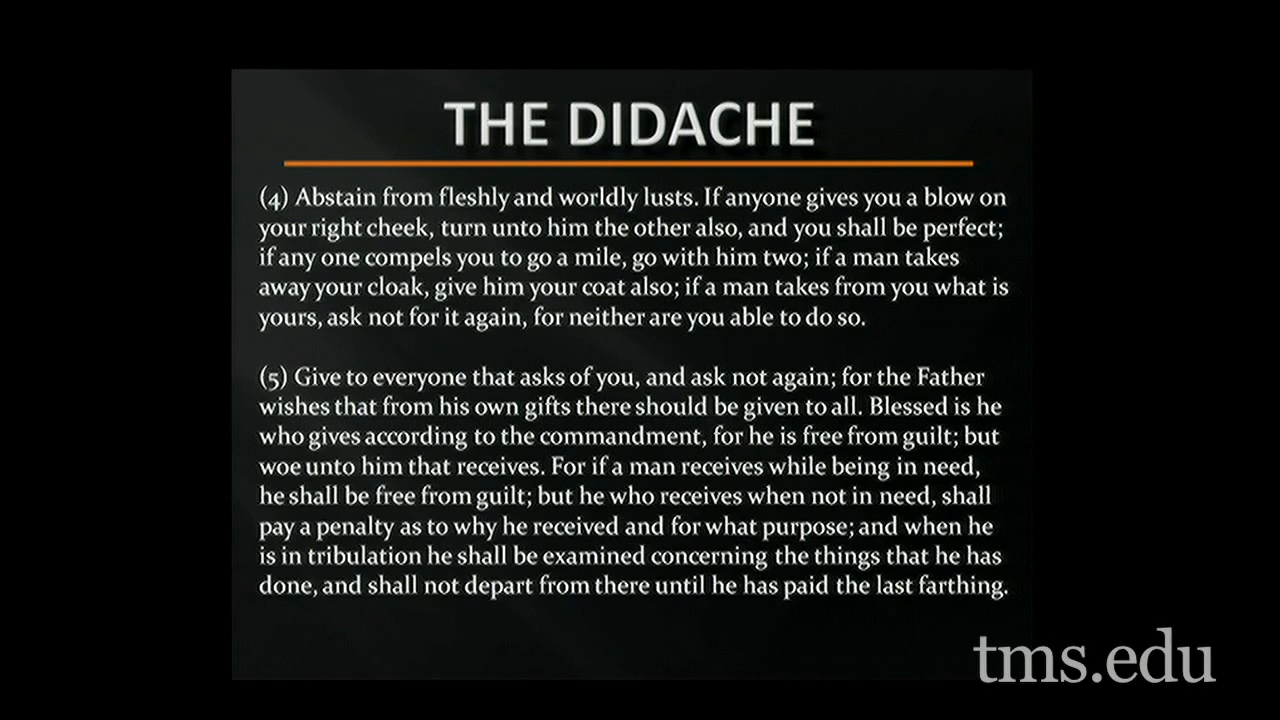 THE DIDACHE
(4) Abstain from fleshly and worldly lusts. If anyone gives you a blow on
your right cheek, turn unto him the other also, and you shall be perfect;
if any one compels you to go a mile, go with him two; if a man takes
away your cloak, give him your coat also; if a man takes from you what is
yours, ask not for it again, for neither are you able to do so.
(5) Give to everyone that asks of you, and ask not again; for the Father
wishes that from his own gifts there should be given to all. Blessed is he
who gives according to the commandment, for he is free from guilt; but
woe unto him that receives. For if a man receives while being in need,
he shall be free from guilt; but he who receives when not in need, shall
pay a penalty as to why he received and for what purpose; and when he
is in tribulation he shall be examined concerning the things that he has
done, and shall not depart from there until he has paid the last farthing.
tms.edu